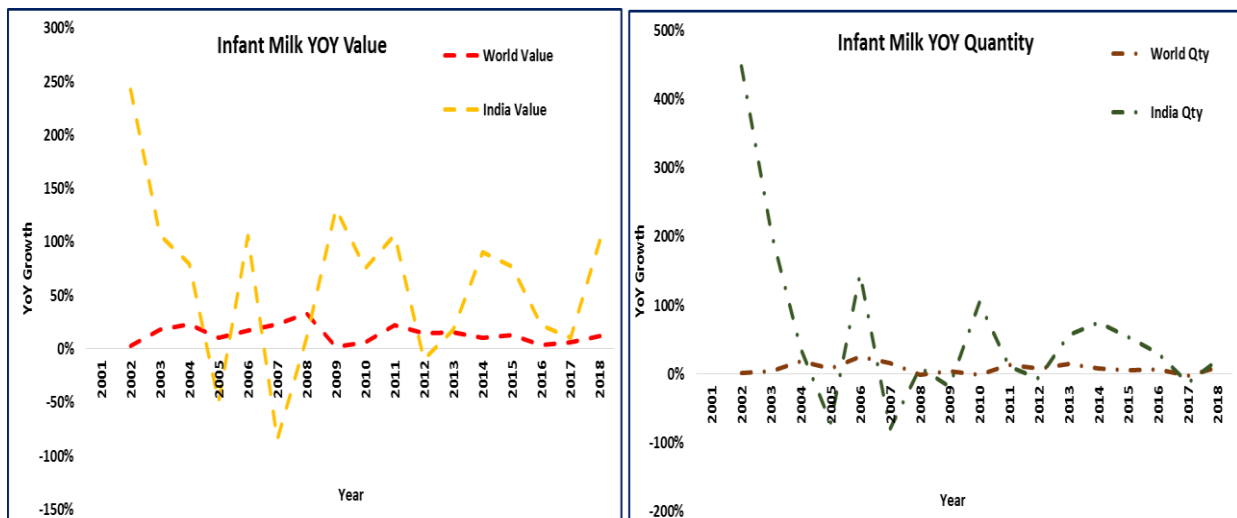 Infant Milk YOY Value
World Value
India Value
300%
250%
200%
150%
100%
50%
0%
-50%
-100%
-150%
YoY Growth
2001 2002 2003 2004 2005 2006 2007 2008 2009 2010 2011 2012 2013 2014 2015 2016 2017 2018
Year
Infant Milk YOY Quantity
World Qty
India Qty
500%
400%
300%
200%
100%
0%
-100%
-200%
YoY Growth
2001 2002 2003 2004 2005 2006 2007 2008 2009 2010 2011 2012 2013 2014 2015 2016 2017 2018
Year